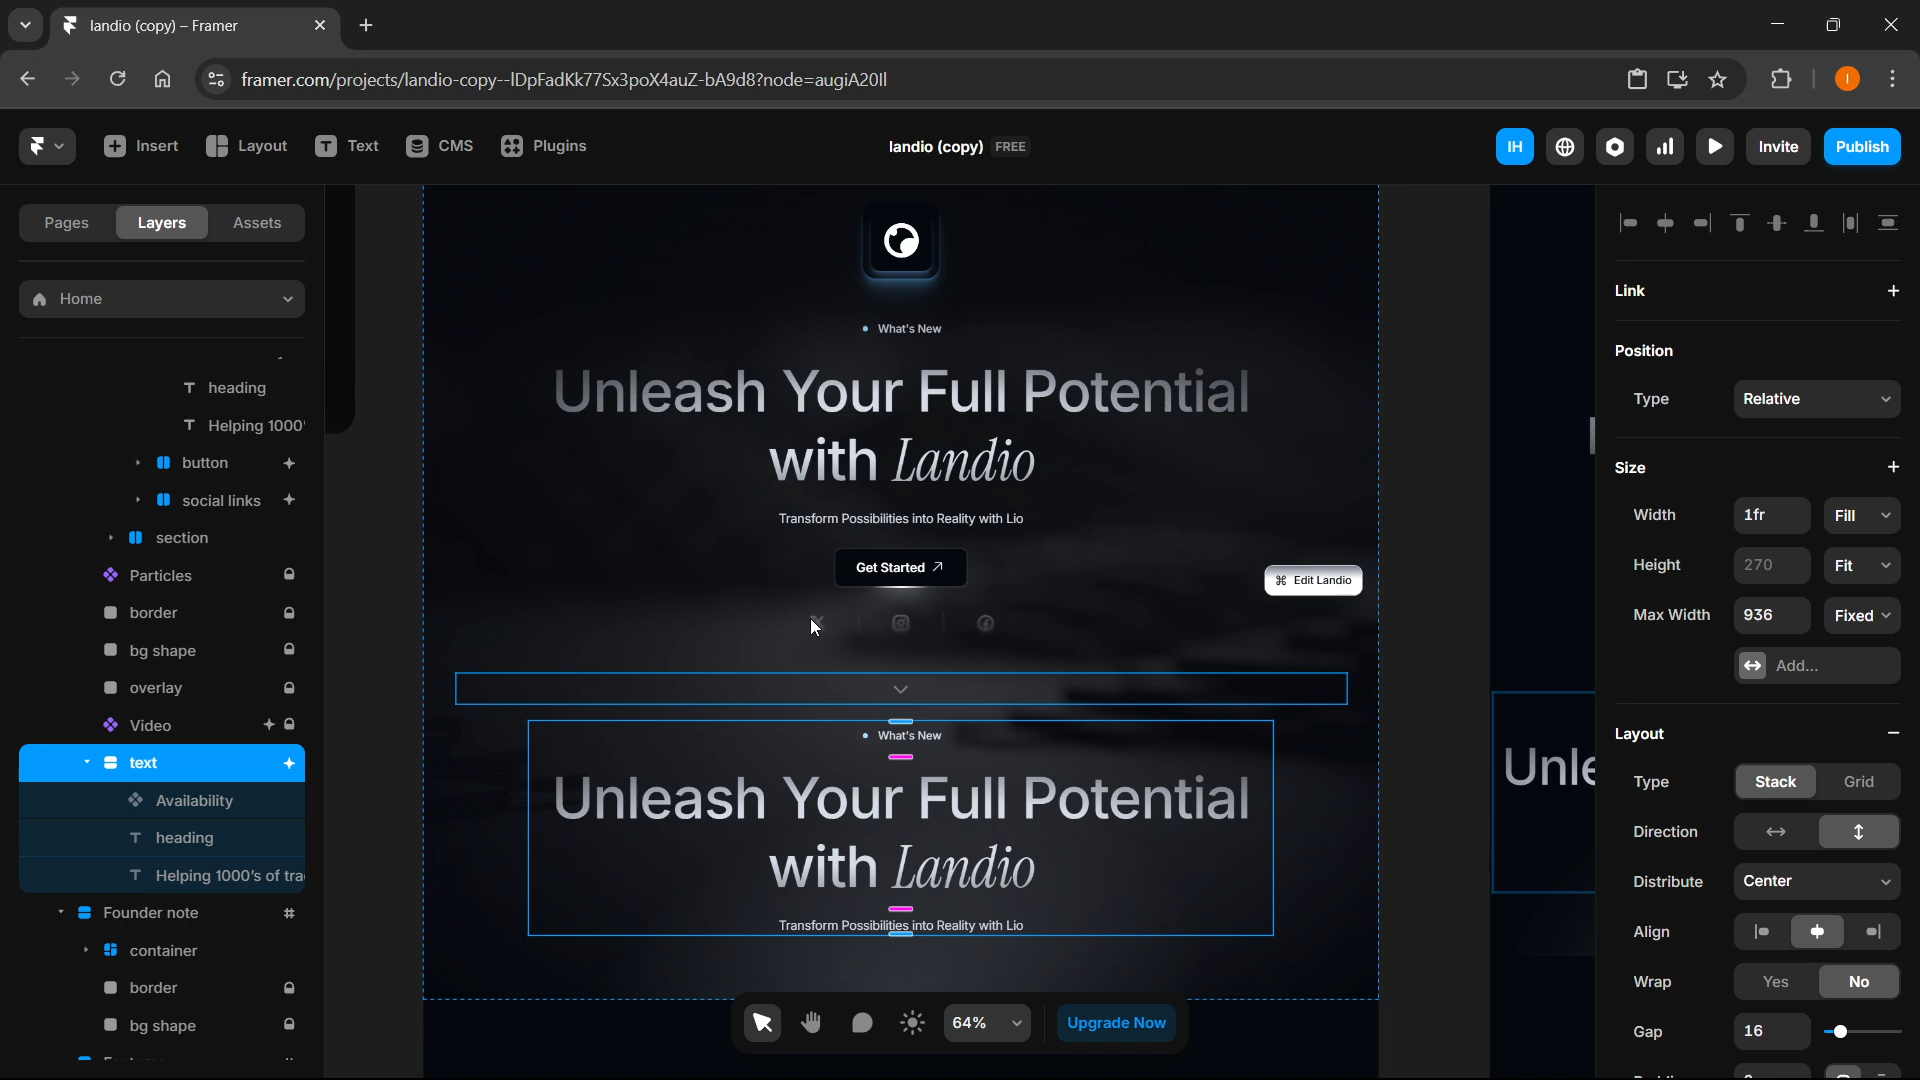 landio (copy) – Framer
framer.com/projects/landio-copy--IDpFadKk77Sx3poX4auZ-bA9d8?node=augiA20Il
I
Insert
Layout
Text
CMS
Plugins
landio (copy) FREE
IH
Invite
Publish
Pages
Layers
Assets
Home
heading
Helping 1000'
button
social links
section
Particles
border
bg shape
overlay
Video
text
Availability
heading
Helping 1000's of tra
Founder note
container
border
bg shape
What's New
Unleash Your Full Potential
with Landio
Transform Possibilities into Reality with Lio
Get Started
Edit Landio
What's New
Unleash Your Full Potential
with Landio
Transform Possibilities into Reality with Lio
Unle
64%
Upgrade Now
Link
Position
Type Relative
Size
Width 1fr Fill
Height 270 Fit
Max Width 936 Fixed
Add...
Layout
Type Stack Grid
Direction
Distribute Center
Align
Wrap Yes No
Gap 16